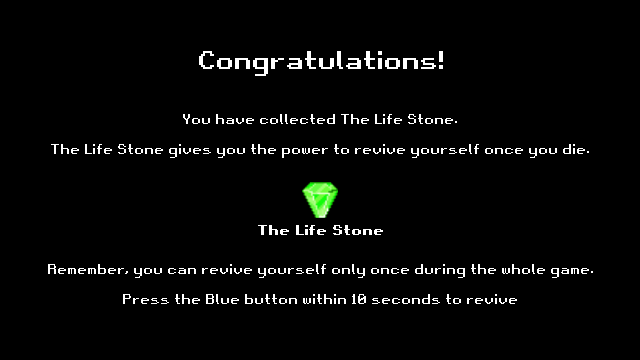 Congratulations!
You have collected The Life Stone.
The Life Stone gives you the power to revive yourself once you die.
The Life Stone
Remember, you can revive yourself only once during the whole game.
Press the Blue button within 10 seconds to revive